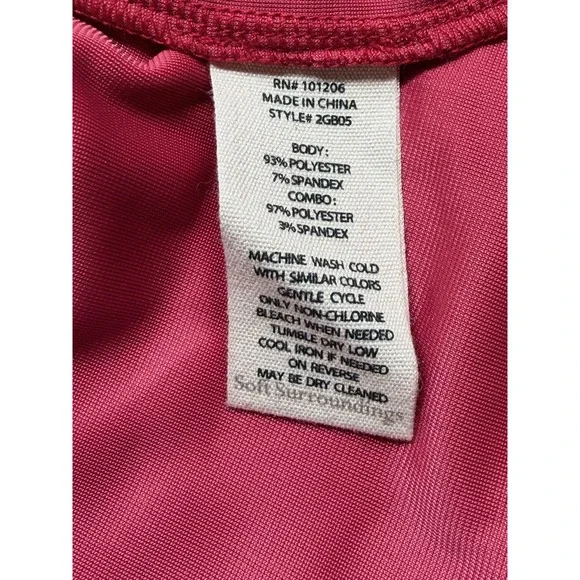 RN# 101206
MADE IN CHINA
STYLE# 2GB05
BODY:
93% POLYESTER
7% SPANDEX
COMBO:
97% POLYESTER
3% SPANDEX
MACHINE WASH COLD
WITH SIMILAR COLORS
GENTLE CYCLE
ONLY NON-CHLORINE
BLEACH WHEN NEEDED
TUMBLE DRY LOW
COOL IRON IF NEEDED
ON REVERSE
MAY BE DRY CLEANED
Soft Surroundings